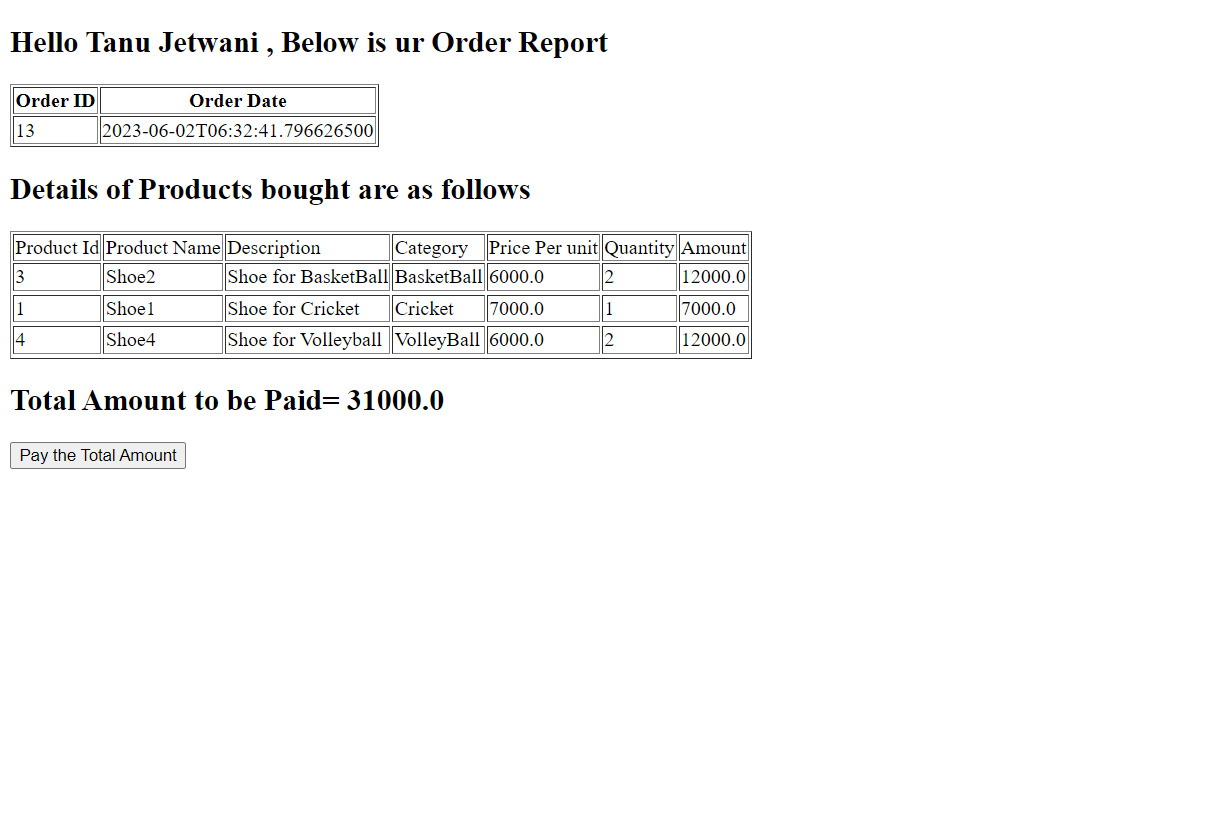 Hello Tanu Jetwani , Below is ur Order Report
Order ID Order Date
13 2023-06-02T06:32:41.796626500
Details of Products bought are as follows
Product Id Product Name Description Category Price Per unit Quantity Amount
3 Shoe2 Shoe for BasketBall BasketBall 6000.0 2 12000.0
1 Shoe1 Shoe for Cricket Cricket 7000.0 1 7000.0
4 Shoe4 Shoe for Volleyball VolleyBall 6000.0 2 12000.0
Total Amount to be Paid= 31000.0
Pay the Total Amount